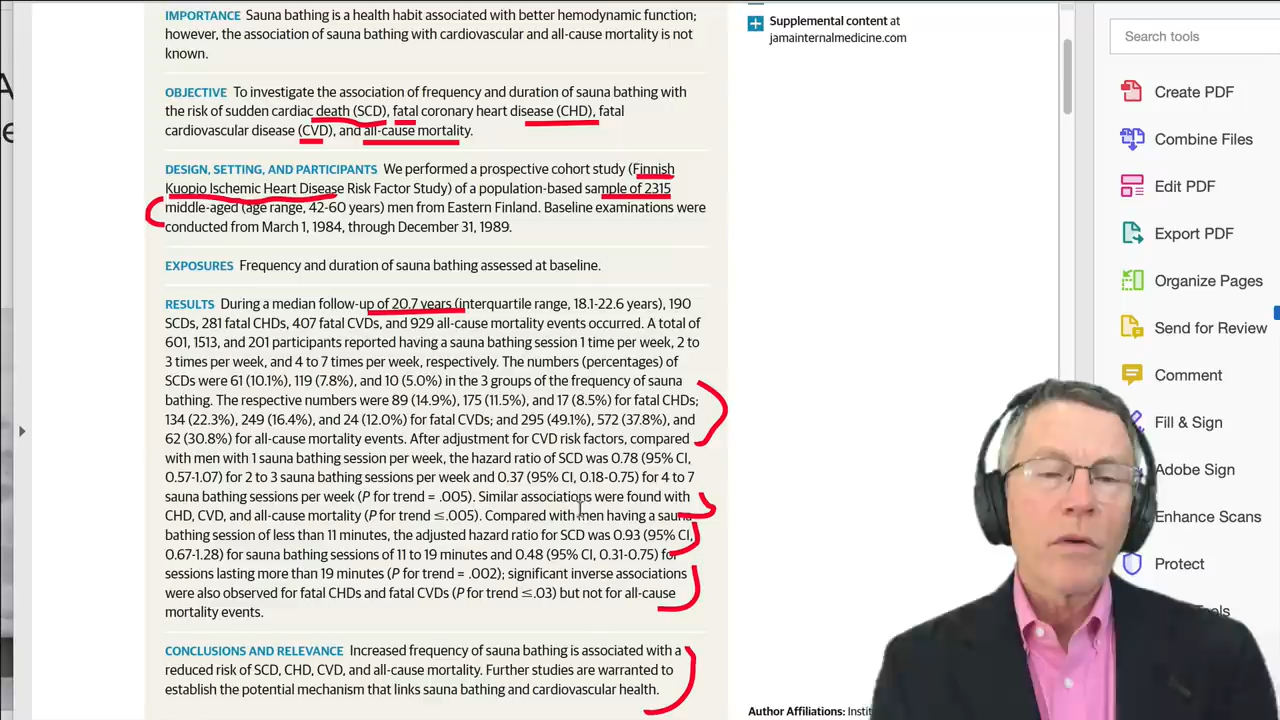 IMPORTANCE Sauna bathing is a health habit associated with better hemodynamic function;
however, the association of sauna bathing with cardiovascular and all-cause mortality is not
known.
OBJECTIVE To investigate the association of frequency and duration of sauna bathing with
the risk of sudden cardiac death (SCD), fatal coronary heart disease (CHD), fatal
cardiovascular disease (CVD), and all-cause mortality.
DESIGN, SETTING, AND PARTICIPANTS We performed a prospective cohort study (Finnish
Kuopio Ischemic Heart Disease Risk Factor Study) of a population-based sample of 2315
middle-aged (age range, 42-60 years) men from Eastern Finland. Baseline examinations were
conducted from March 1, 1984, through December 31, 1989.
EXPOSURES Frequency and duration of sauna bathing assessed at baseline.
RESULTS During a median follow-up of 20.7 years (interquartile range, 18.1-22.6 years), 190
SCDs, 281 fatal CHDs, 407 fatal CVDs, and 929 all-cause mortality events occurred. A total of
601, 1513, and 201 participants reported having a sauna bathing session 1 time per week, 2 to
3 times per week, and 4 to 7 times per week, respectively. The numbers (percentages) of
SCDs were 61 (10.1%), 119 (7.8%), and 10 (5.0%) in the 3 groups of the frequency of sauna
bathing. The respective numbers were 89 (14.9%), 175 (11.5%), and 17 (8.5%) for fatal CHDs;
134 (22.3%), 249 (16.4%), and 24 (12.0%) for fatal CVDs; and 295 (49.1%), 572 (37.8%), and
62 (30.8%) for all-cause mortality events. After adjustment for CVD risk factors, compared
with men with 1 sauna bathing session per week, the hazard ratio of SCD was 0.78 (95% CI,
0.57-1.07) for 2 to 3 sauna bathing sessions per week and 0.37 (95% CI, 0.18-0.75) for 4 to 7
sauna bathing sessions per week (P for trend = .005). Similar associations were found with
CHD, CVD, and all-cause mortality (P for trend ≤.005). Compared with men having a sauna
bathing session of less than 11 minutes, the adjusted hazard ratio for SCD was 0.93 (95% CI,
0.67-1.28) for sauna bathing sessions of 11 to 19 minutes and 0.48 (95% CI, 0.31-0.75) for
sessions lasting more than 19 minutes (P for trend = .002); significant inverse associations
were also observed for fatal CHDs and fatal CVDs (P for trend ≤.03) but not for all-cause
mortality events.
CONCLUSIONS AND RELEVANCE Increased frequency of sauna bathing is associated with a
reduced risk of SCD, CHD, CVD, and all-cause mortality. Further studies are warranted to
establish the potential mechanism that links sauna bathing and cardiovascular health.
Supplemental content at
jamainternalmedicine.com
Author Affiliations:
Search tools
Create PDF
Combine Files
Edit PDF
Export PDF
Organize Pages
Send for Review
Comment
Fill & Sign
Adobe Sign
Enhance Scans
Protect